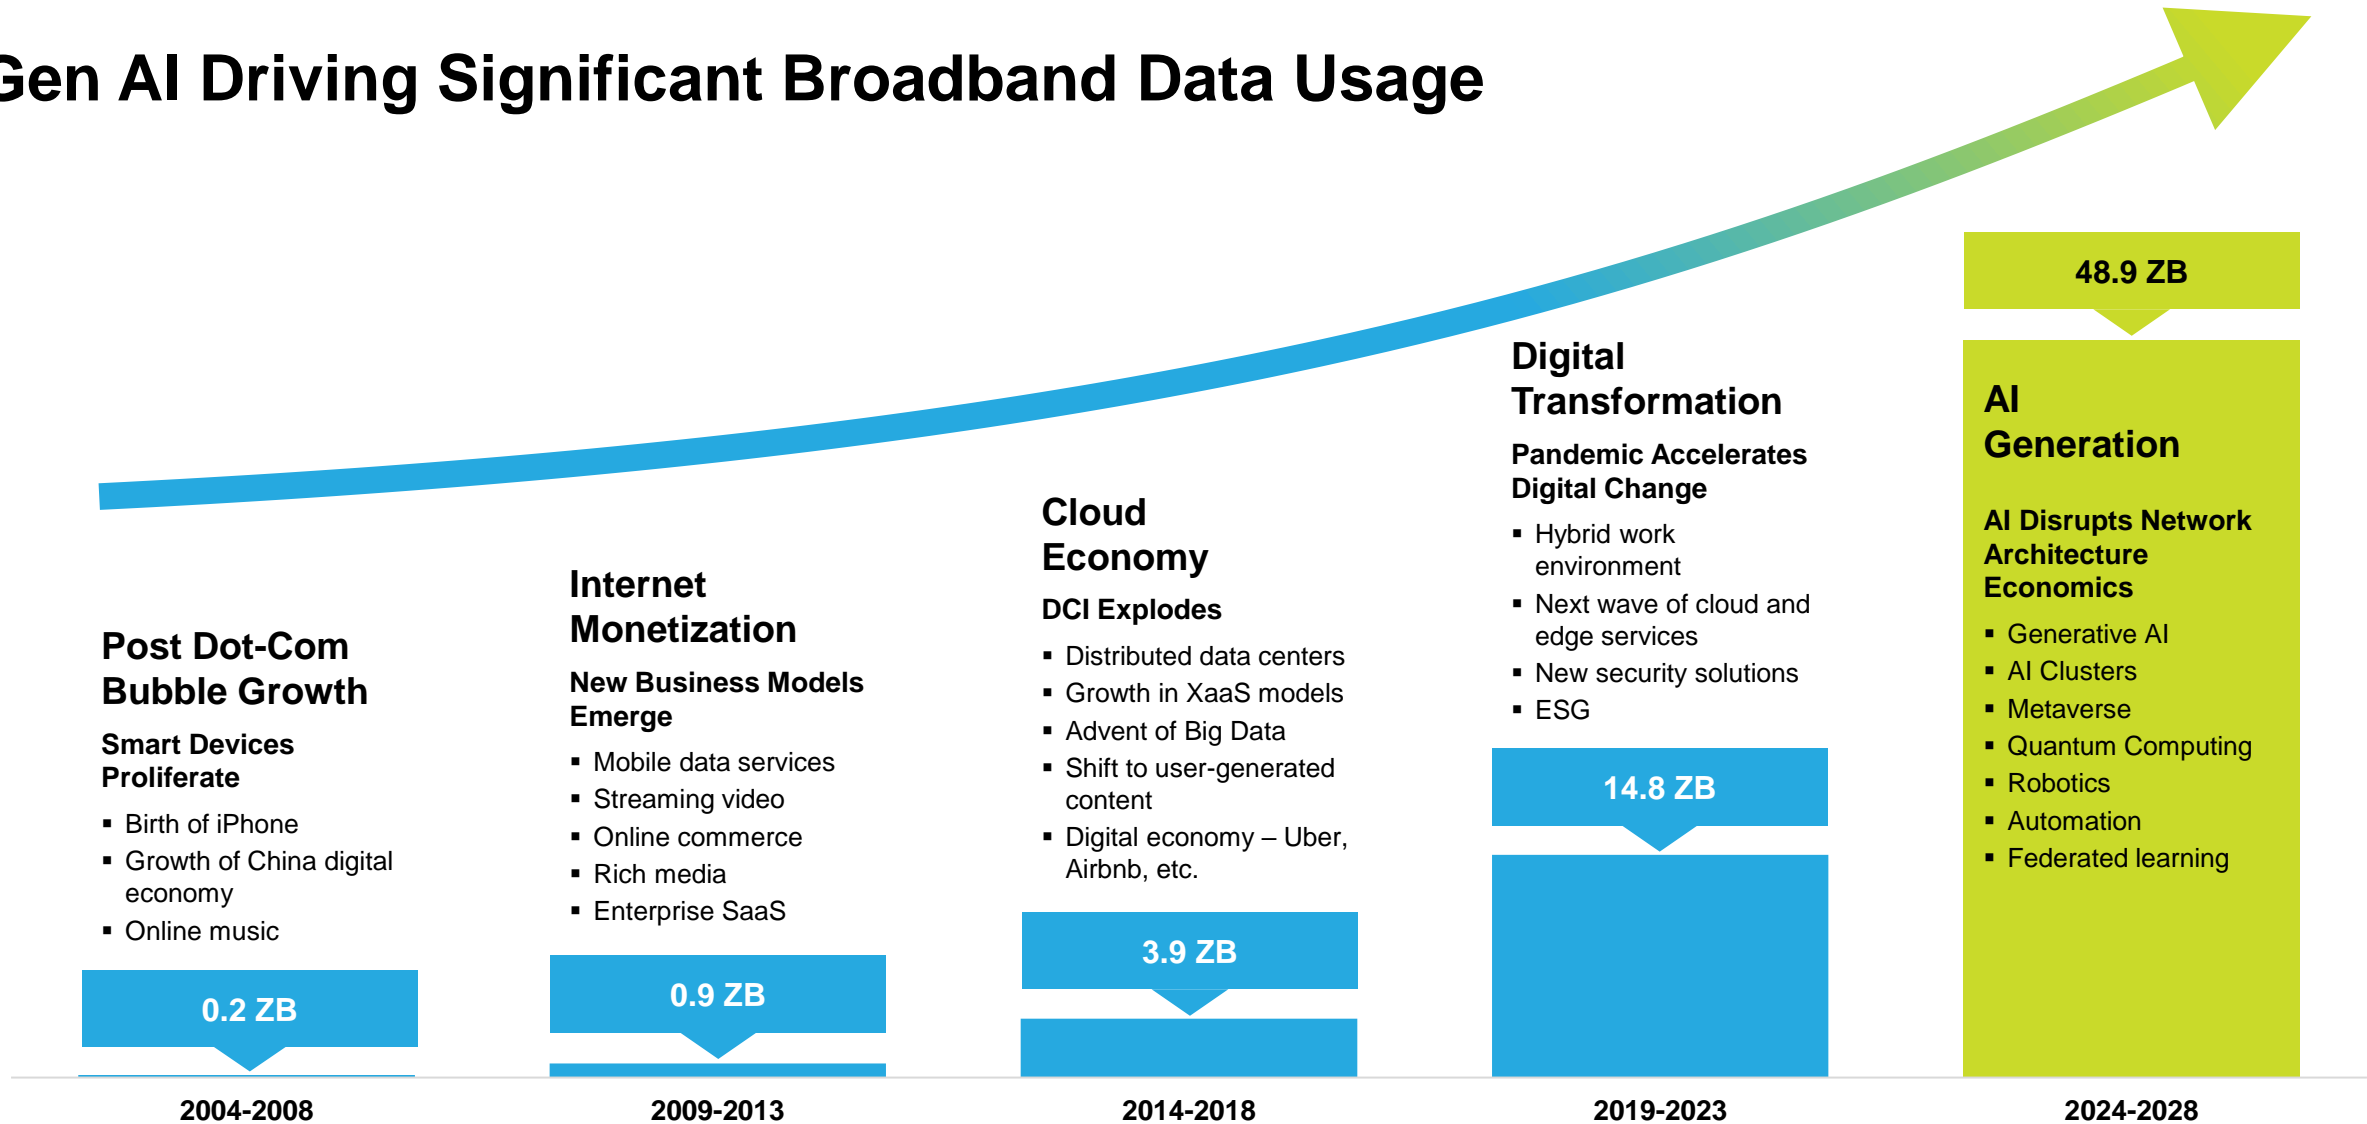 Gen AI Driving Significant Broadband Data Usage
Post Dot-Com
Bubble Growth
Smart Devices
Proliferate
▪ Birth of iPhone
▪ Growth of China digital
economy
▪ Online music
0.2 ZB
2004-2008
Internet
Monetization
New Business Models
Emerge
▪ Mobile data services
▪ Streaming video
▪ Online commerce
▪ Rich media
▪ Enterprise SaaS
0.9 ZB
2009-2013
Cloud
Economy
DCI Explodes
▪ Distributed data centers
▪ Growth in XaaS models
▪ Advent of Big Data
▪ Shift to user-generated
content
▪ Digital economy – Uber,
Airbnb, etc.
3.9 ZB
2014-2018
Digital
Transformation
Pandemic Accelerates
Digital Change
▪ Hybrid work
environment
▪ Next wave of cloud and
edge services
▪ New security solutions
▪ ESG
14.8 ZB
2019-2023
48.9 ZB
AI
Generation
AI Disrupts Network
Architecture
Economics
▪ Generative AI
▪ AI Clusters
▪ Metaverse
▪ Quantum Computing
▪ Robotics
▪ Automation
▪ Federated learning
2024-2028